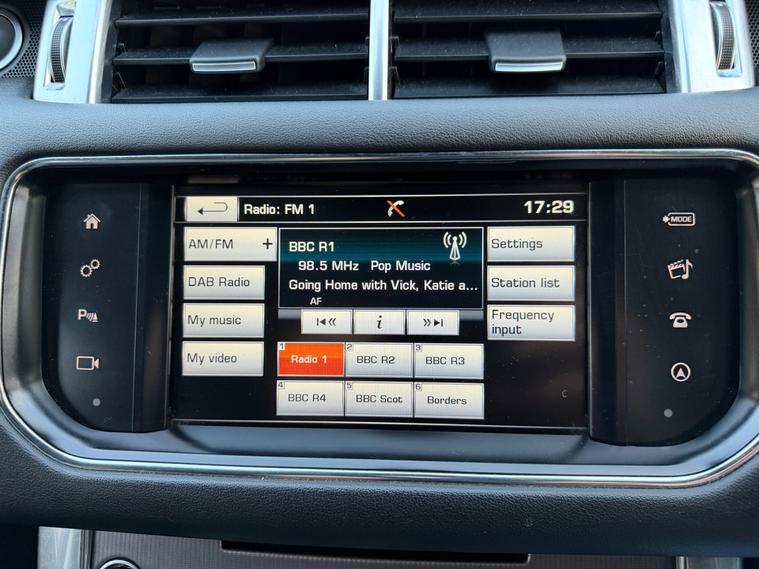 Radio: FM 1
17:29
AM/FM +
BBC R1
98.5 MHz Pop Music
Going Home with Vick, Katie a...
AF
Settings
DAB Radio
Station list
My music
i
Frequency
input
My video
1 Radio 1
2 BBC R2
3 BBC R3
4 BBC R4
5 BBC Scot
6 Borders
P
MODE